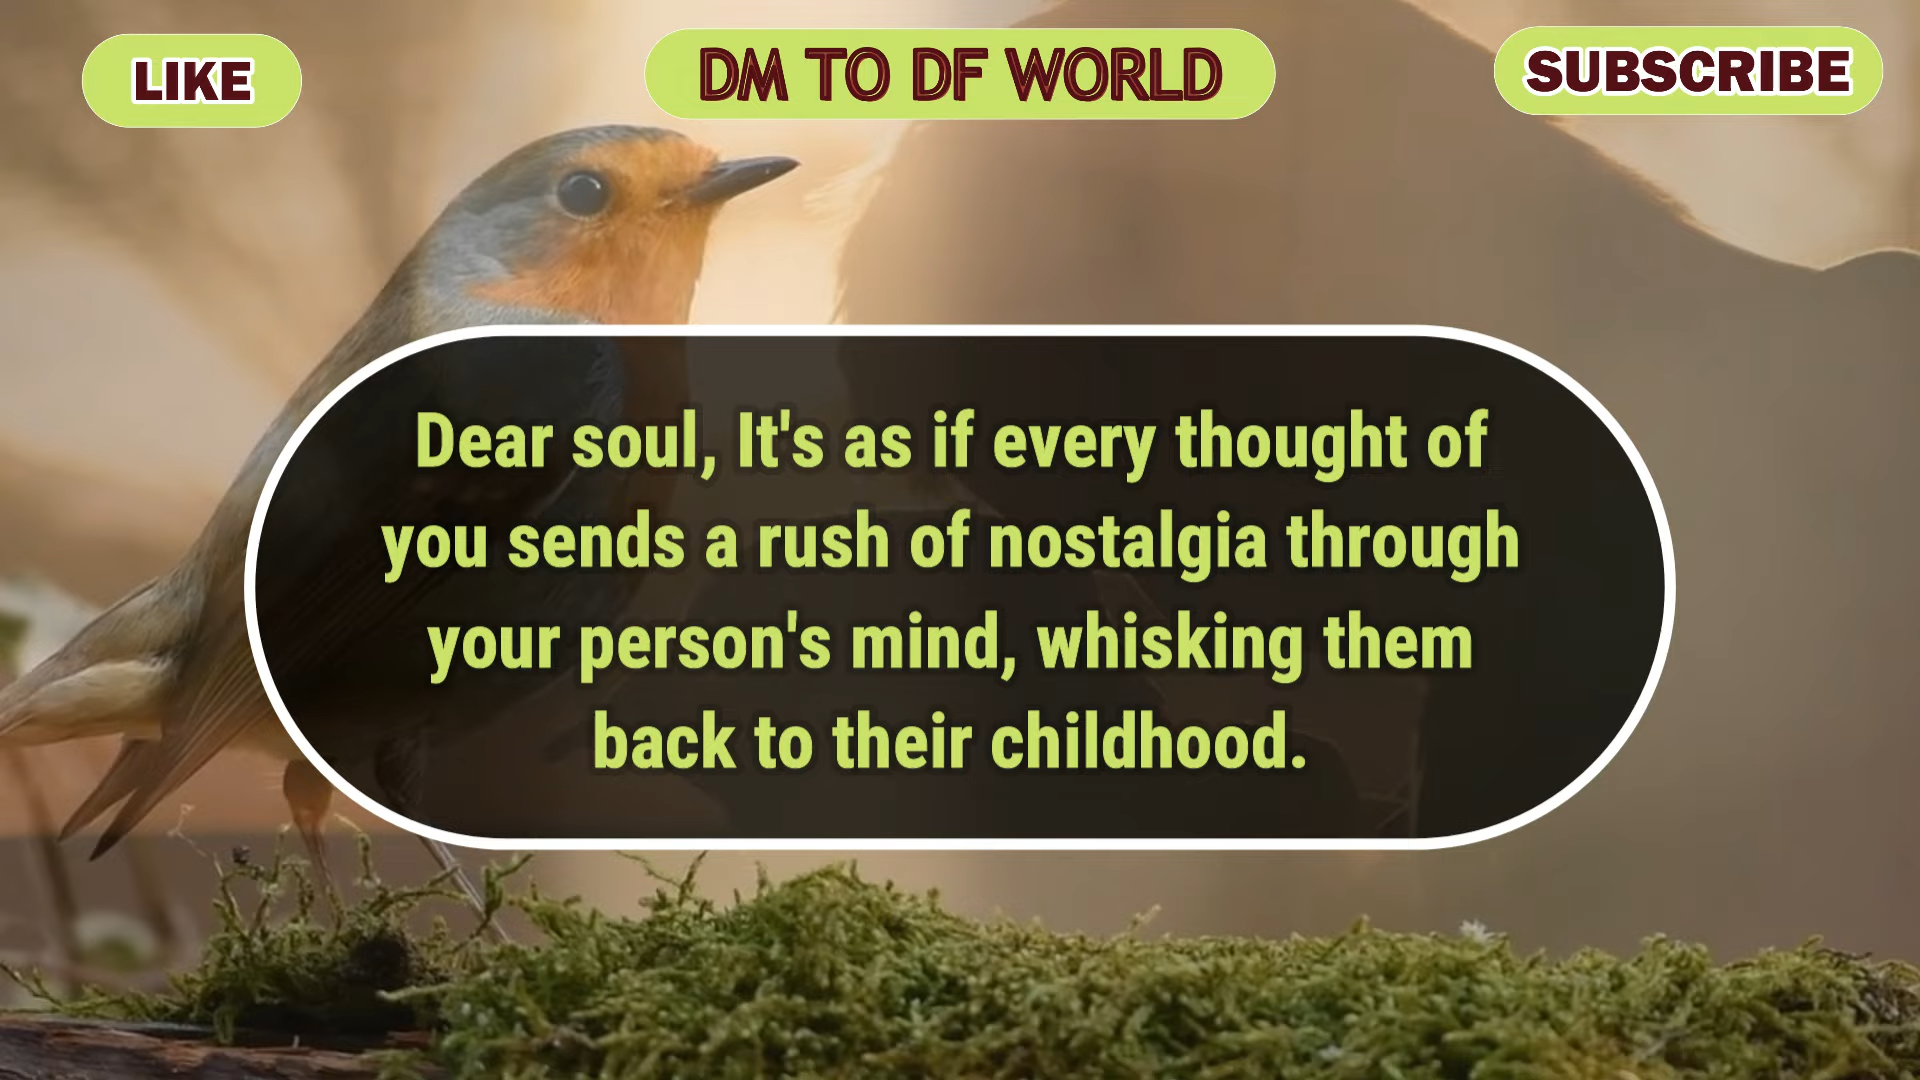 LIKE
DM TO DF WORLD
SUBSCRIBE
Dear soul, It's as if every thought of
you sends a rush of nostalgia through
your person's mind, whisking them
back to their childhood.